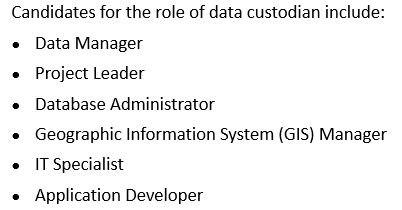 Candidates for the role of data custodian include:
• Data Manager
• Project Leader
• Database Administrator
• Geographic Information System (GIS) Manager
• IT Specialist
• Application Developer